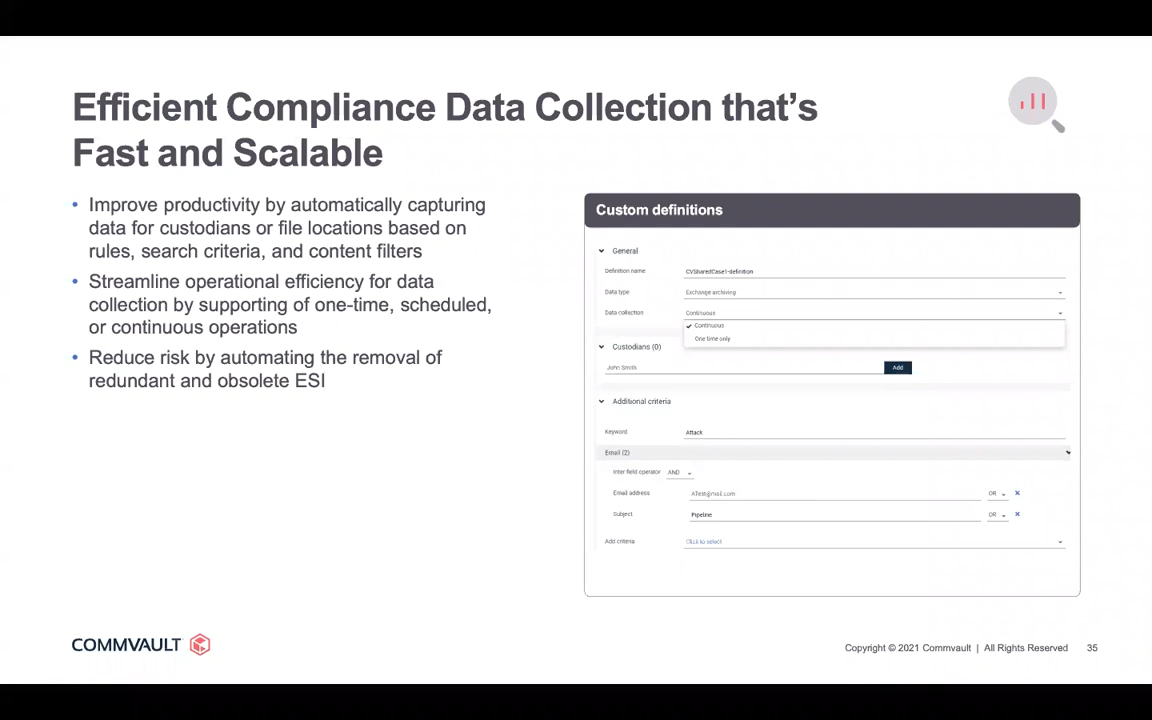 Efficient Compliance Data Collection that’s
Fast and Scalable
• Improve productivity by automatically capturing
data for custodians or file locations based on
rules, search criteria, and content filters
• Streamline operational efficiency for data
collection by supporting of one-time, scheduled,
or continuous operations
• Reduce risk by automating the removal of
redundant and obsolete ESI
Custom definitions
General
Definition name CVSharedCase1-definition
Data type Exchange archiving
Data collection Continuous
Continuous
One time only
Custodians (0)
John Smith Add
Additional criteria
Keyword Attack
Email (2)
Inter field operator AND
Email address ATest@mail.com OR
Subject Pipeline OR
Add criteria Click to select
COMMVAULT
Copyright © 2021 Commvault | All Rights Reserved 35